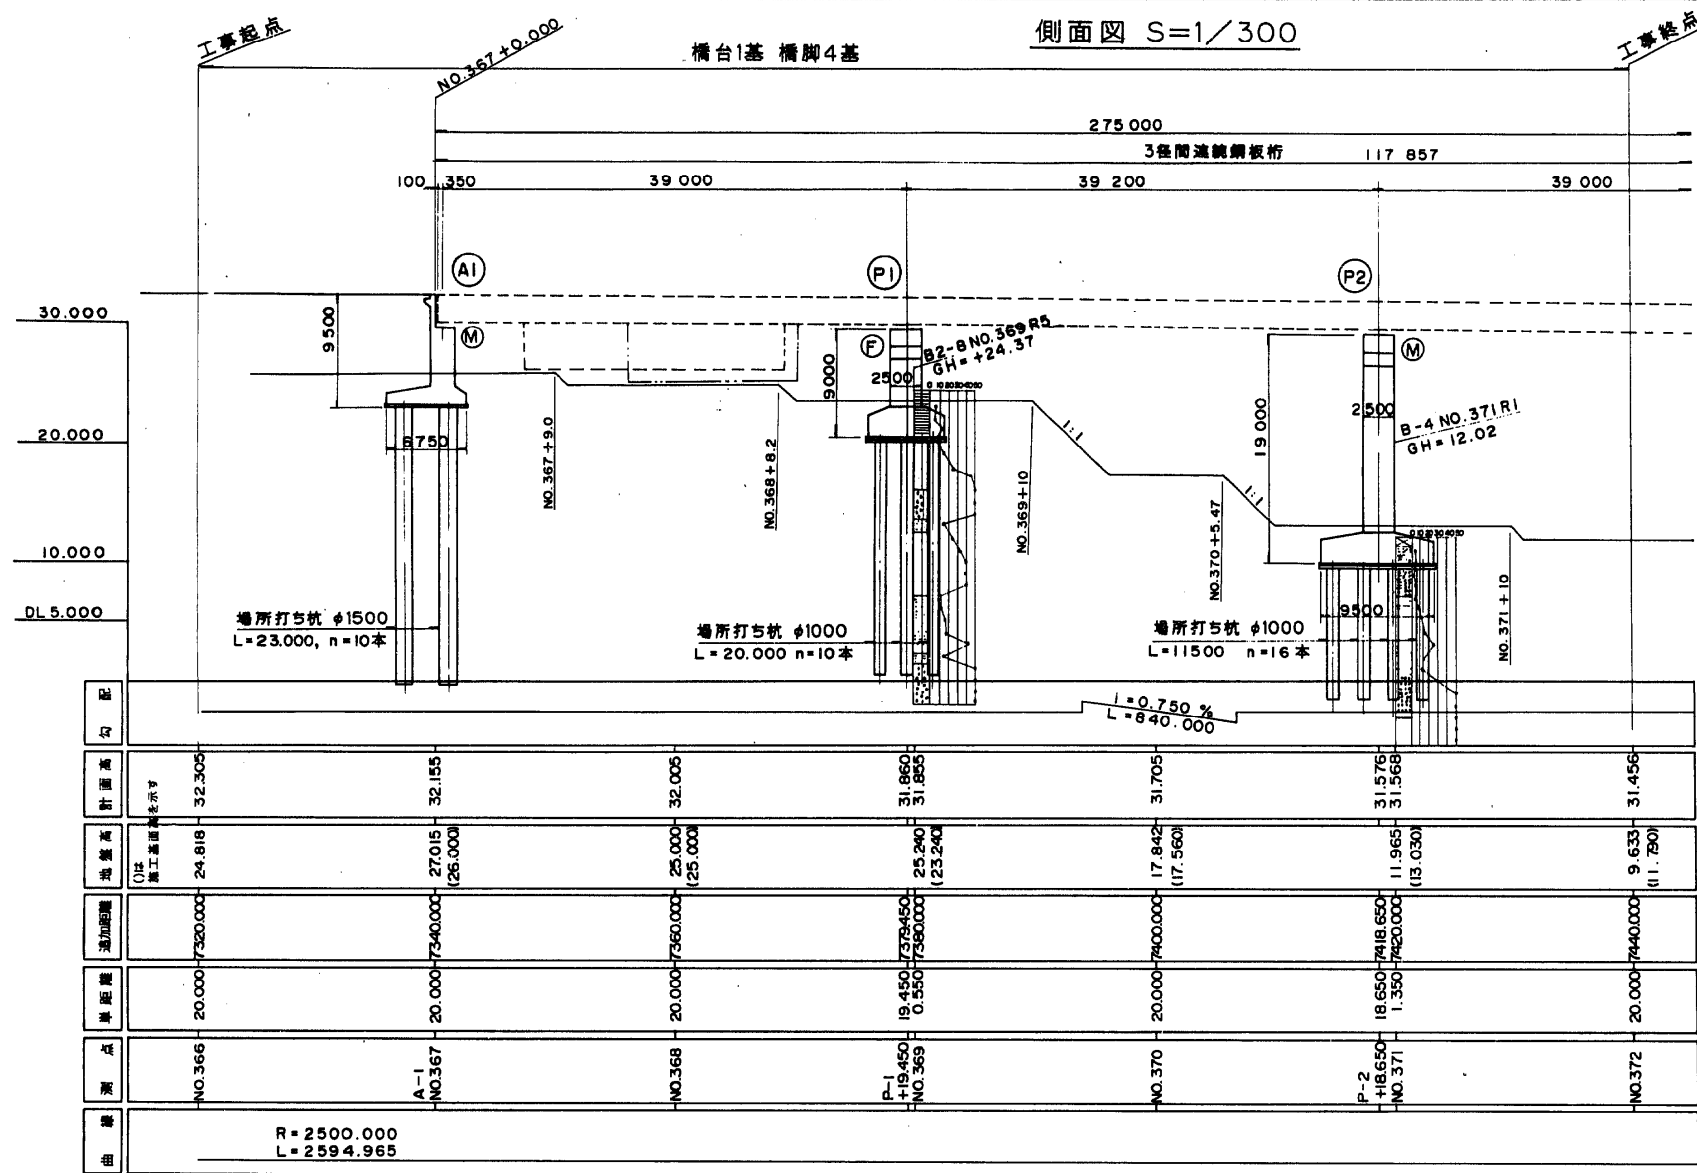 側面図 S=1/300
工事起点
NO.367+0.000
橋台1基 橋脚4基
工事終点
275 000
3径間連続鋼板桁 117 857
100 350 39 000 39 200 39 000
A1
P1
P2
30.000
20.000
10.000
DL 5.000
9500
M
6750
NO.367+9.0
NO.368+8.2
F
9000
2500
B2-8 NO.369 R5
GH=+24.37
0 10 20 30 40 50
NO.369+10
1:1
NO.370+5.47
1:1
M
19 000
2500
B-4 NO.371 R1
GH=12.02
0 10 20 30 40 50
9500
NO.371+10
場所打ち杭 φ1500
L=23.000, n=10本
場所打ち杭 φ1000
L=20.000 n=10本
場所打ち杭 φ1000
L=11500 n=16本
勾配
i=0.750 %
L=840.000
計画高
32.305 32.155 32.005 31.860 31.855 31.705 31.576 31.568 31.456
地盤高
()は
施工基面高を示す
24.818 27.015 25.000 25.240 17.842 11.965 9.633
(26.000) (25.000) (23.240) (17.560) (13.030) (11.790)
追加距離
7320.000 7340.000 7360.000 7379.450 7380.000 7400.000 7418.650 7420.000 7440.000
単距離
20.000 20.000 20.000 19.450 0.550 20.000 18.650 1.350 20.000
測点
NO.366
A-1
NO.367
NO.368
P-1
+19.450
NO.369
NO.370
P-2
+18.650
NO.371
NO.372
曲線
R=2500.000
L=2594.965